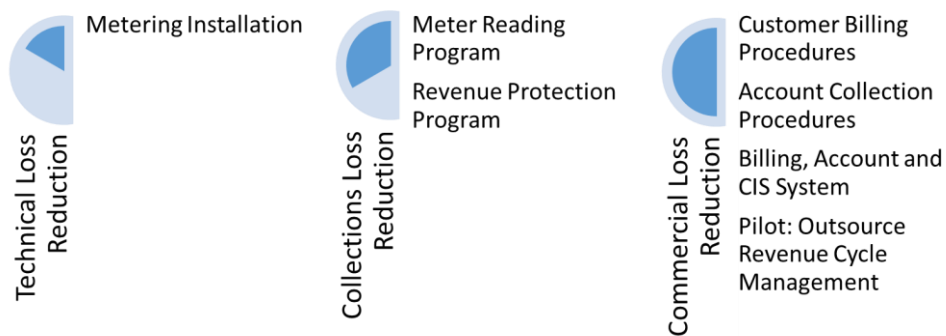 Technical Loss
Reduction
Metering Installation
Collections Loss
Reduction
Meter Reading
Program
Revenue Protection
Program
Commercial Loss
Reduction
Customer Billing
Procedures
Account Collection
Procedures
Billing, Account and
CIS System
Pilot: Outsource
Revenue Cycle
Management